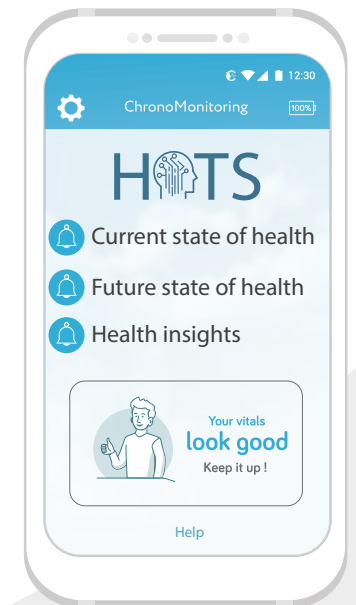 12:30
ChronoMonitoring
100%
HOTS
Current state of health
Future state of health
Health insights
Your vitals
look good
Keep it up !
Help